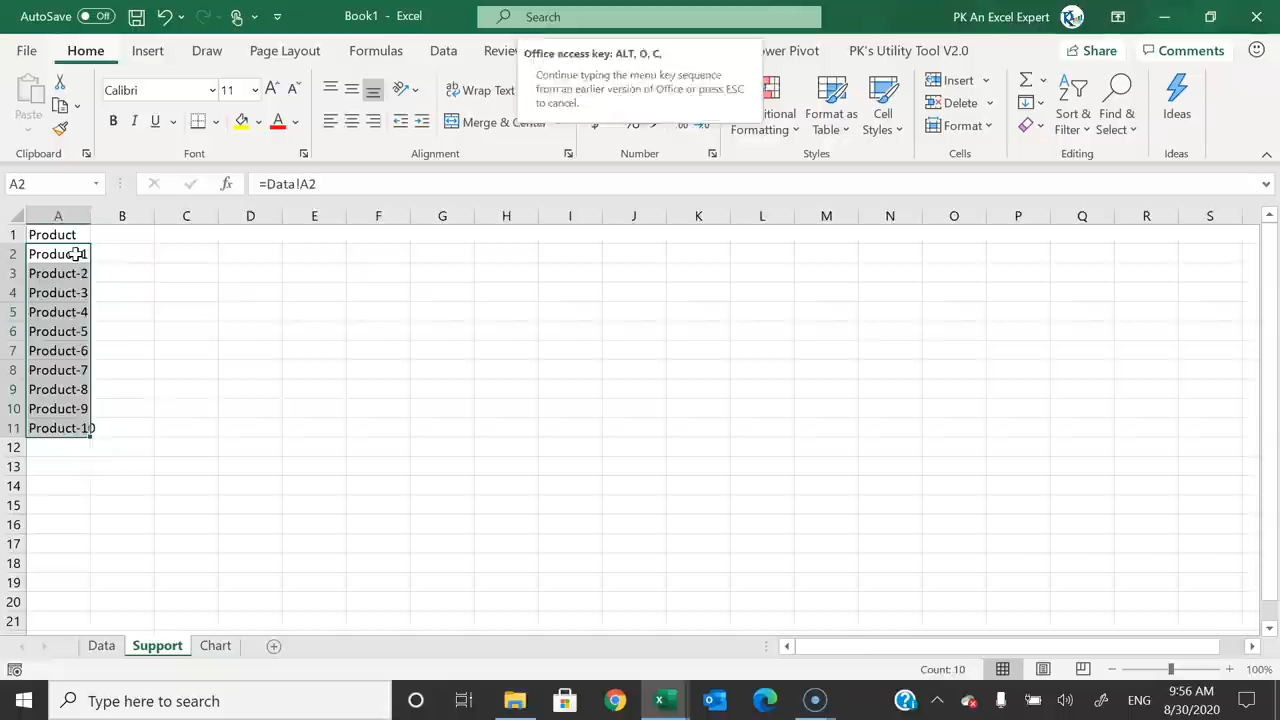 AutoSave Off
Book1 - Excel
Search
PK An Excel Expert
File Home Insert Draw Page Layout Formulas Data Power Pivot PK's Utility Tool V2.0 Share Comments
Office access key: ALT, O, C,
Continue typing the menu key sequence
from an earlier version of Office or press ESC
to cancel.
Paste
Clipboard
Calibri 11
B I U A
Font
Wrap Text
Merge & Center
Alignment
Number
Formatting
Format as
Table
Cell
Styles
Styles
Insert
Delete
Format
Cells
Sort &
Filter
Find &
Select
Editing
Ideas
Ideas
A2 fx =Data!A2
A B C D E F G H I J K L M N O P Q R S
1 Product
2 Product-1
3 Product-2
4 Product-3
5 Product-4
6 Product-5
7 Product-6
8 Product-7
9 Product-8
10 Product-9
11 Product-10
12
13
14
15
16
17
18
19
20
21
Data Support Chart
Count: 10 100%
Type here to search
ENG
9:56 AM
8/30/2020